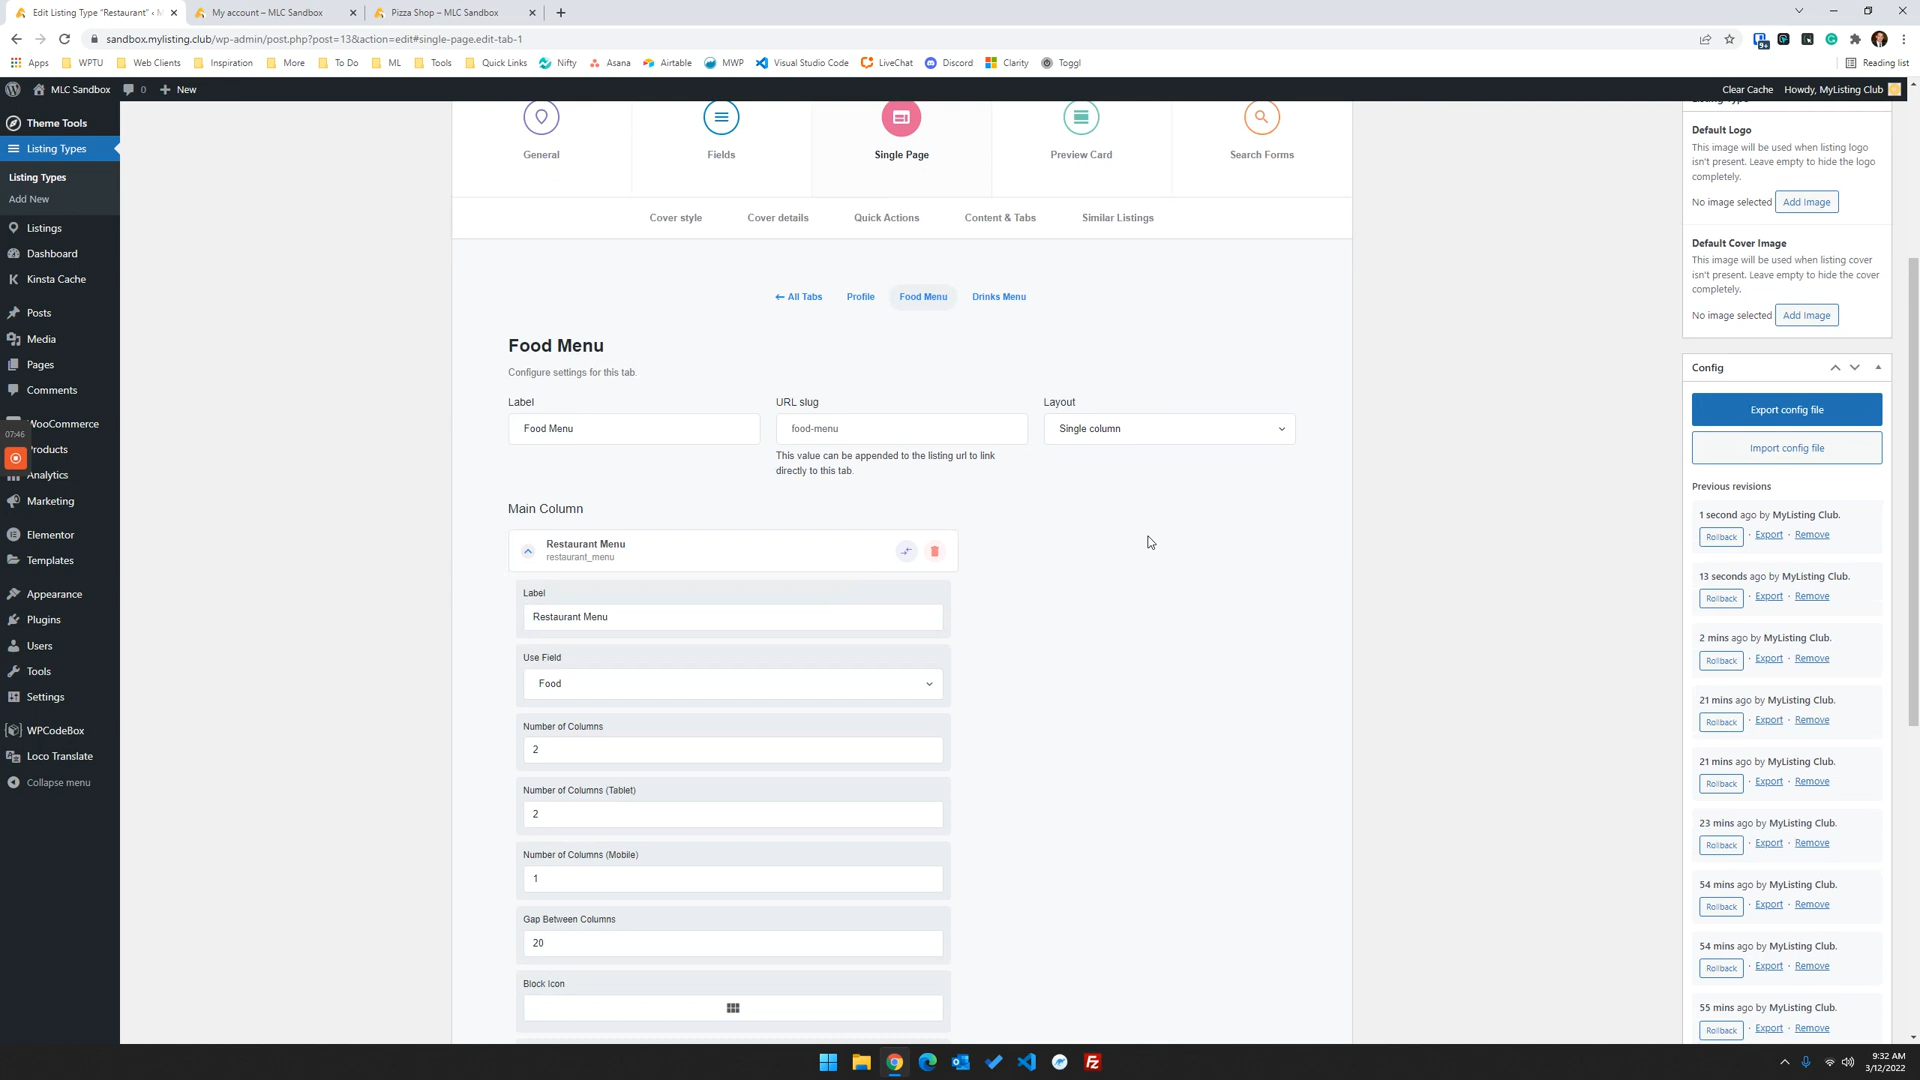 Edit Listing Type "Restaurant" ‹ M
My account – MLC Sandbox
Pizza Shop – MLC Sandbox
sandbox.mylisting.club/wp-admin/post.php?post=13&action=edit#single-page.edit-tab-1
Apps
WPTU
Web Clients
Inspiration
More
To Do
ML
Tools
Quick Links
Nifty
Asana
Airtable
MWP
Visual Studio Code
LiveChat
Discord
Clarity
Toggl
Reading list
MLC Sandbox
0
New
Clear Cache
Howdy, MyListing Club
Theme Tools
Listing Types
Listing Types
Add New
Listings
Dashboard
Kinsta Cache
Posts
Media
Pages
Comments
WooCommerce
07:46
Products
Analytics
Marketing
Elementor
Templates
Appearance
Plugins
Users
Tools
Settings
WPCodeBox
Loco Translate
Collapse menu
General
Fields
Single Page
Preview Card
Search Forms
Cover style
Cover details
Quick Actions
Content & Tabs
Similar Listings
← All Tabs
Profile
Food Menu
Drinks Menu
Food Menu
Configure settings for this tab.
Label
URL slug
Layout
Food Menu
food-menu
Single column
This value can be appended to the listing url to link
directly to this tab.
Main Column
Restaurant Menu
restaurant_menu
Label
Restaurant Menu
Use Field
Food
Number of Columns
2
Number of Columns (Tablet)
2
Number of Columns (Mobile)
1
Gap Between Columns
20
Block Icon
Default Logo
This image will be used when listing logo
isn't present. Leave empty to hide the logo
completely.
No image selected
Add Image
Default Cover Image
This image will be used when listing cover
isn't present. Leave empty to hide the cover
completely.
No image selected
Add Image
Config
Export config file
Import config file
Previous revisions
1 second ago by MyListing Club.
Rollback · Export · Remove
13 seconds ago by MyListing Club.
Rollback · Export · Remove
2 mins ago by MyListing Club.
Rollback · Export · Remove
21 mins ago by MyListing Club.
Rollback · Export · Remove
21 mins ago by MyListing Club.
Rollback · Export · Remove
23 mins ago by MyListing Club.
Rollback · Export · Remove
54 mins ago by MyListing Club.
Rollback · Export · Remove
54 mins ago by MyListing Club.
Rollback · Export · Remove
55 mins ago by MyListing Club.
Rollback · Export · Remove
9:32 AM
3/12/2022